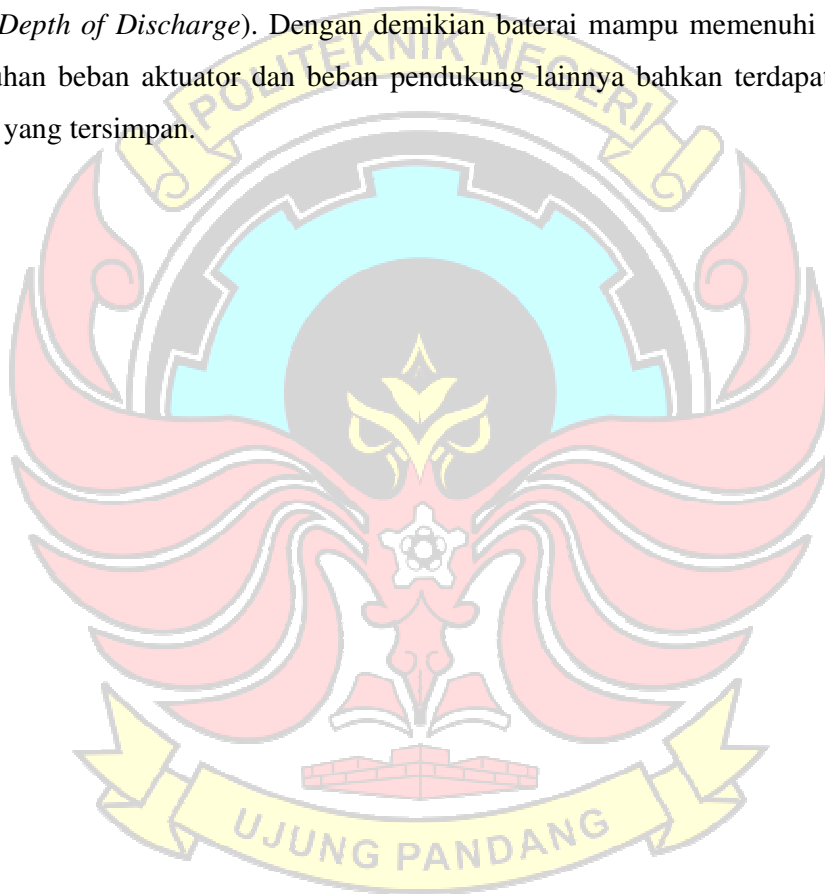 Depth of Discharge). Dengan demikian baterai mampu memenuhi
uhan beban aktuator dan beban pendukung lainnya bahkan terdapat
yang tersimpan.
POLITEKNIK NEGERI
UJUNG PANDANG